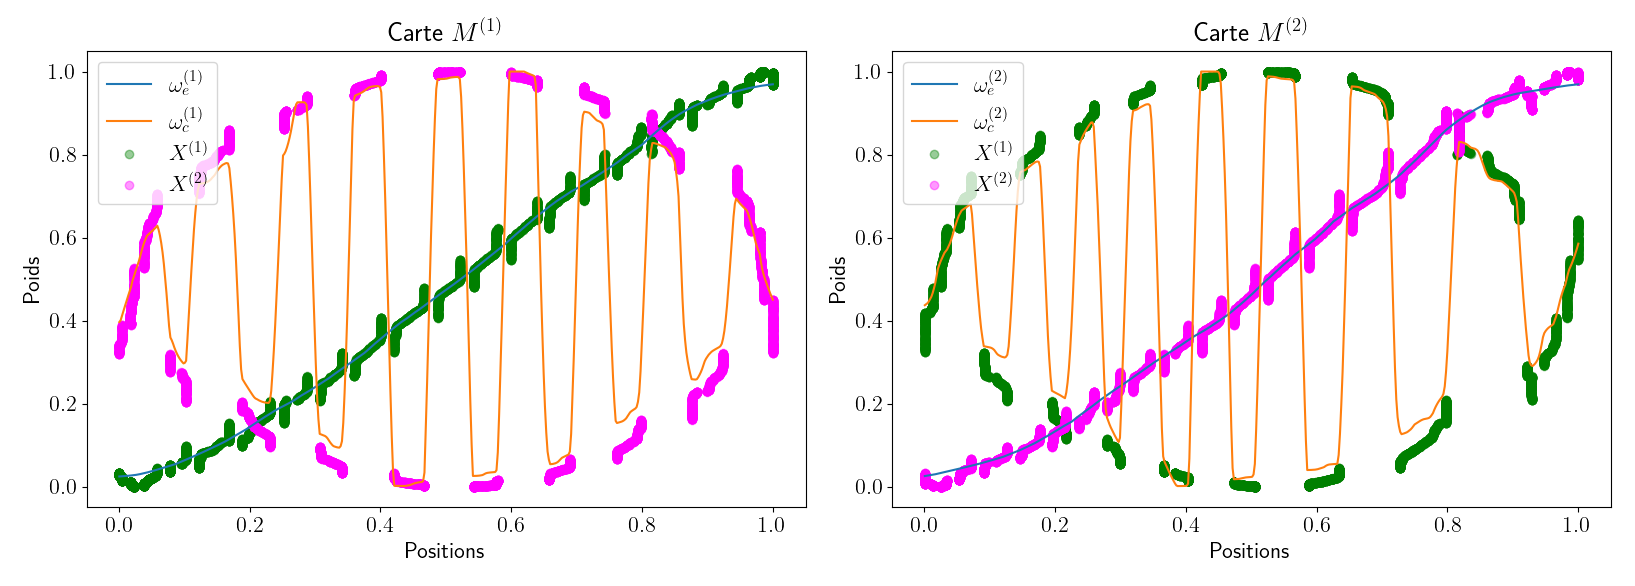 Carte M^{(1)}
ω_e^{(1)}
ω_c^{(1)}
X^{(1)}
X^{(2)}
Poids
1.0
0.8
0.6
0.4
0.2
0.0
0.0 0.2 0.4 0.6 0.8 1.0
Positions
Carte M^{(2)}
ω_e^{(2)}
ω_c^{(2)}
X^{(1)}
X^{(2)}
Poids
1.0
0.8
0.6
0.4
0.2
0.0
0.0 0.2 0.4 0.6 0.8 1.0
Positions